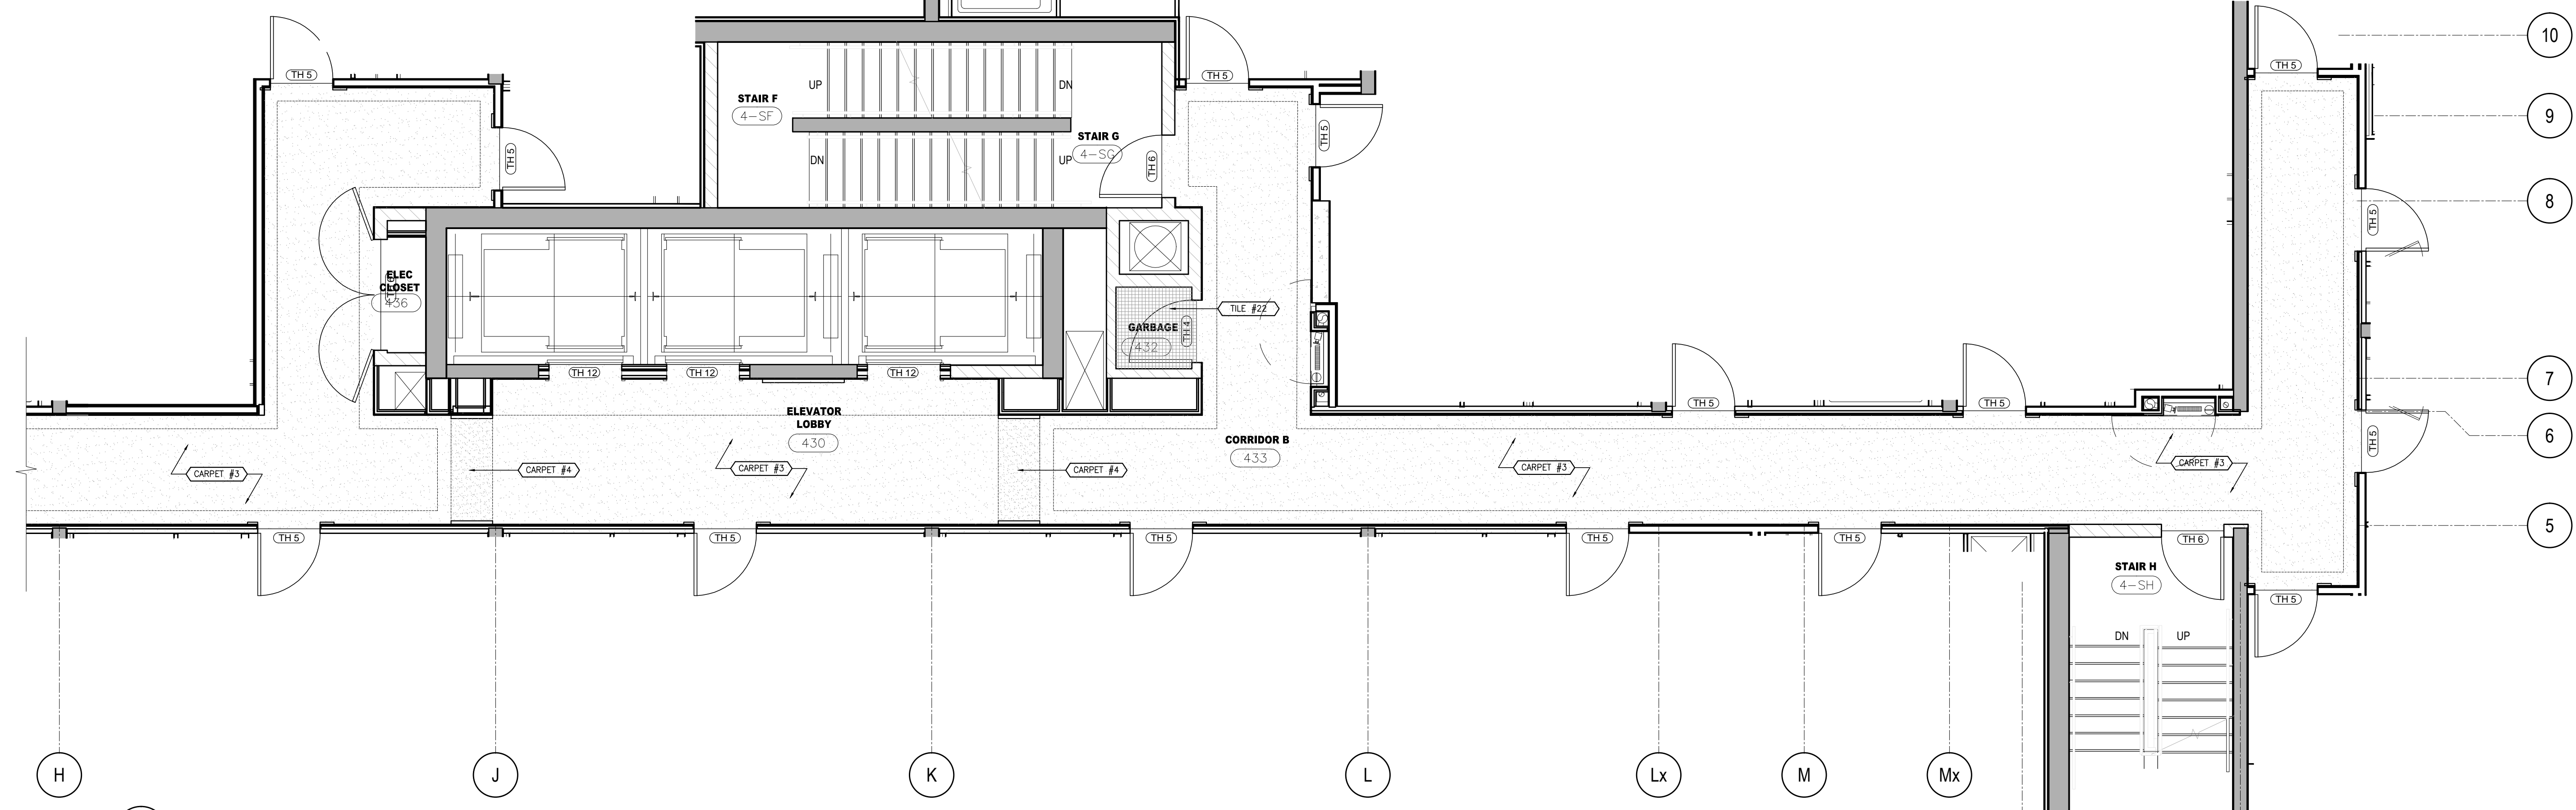 10
TH 5
TH 5
TH 5
UP
DN
STAIR F
4-SF
9
TH 5
TH 5
STAIR G
4-SG
DN
UP
TH 6
8
TH 5
ELEC
CLOSET
436
TILE #22
GARBAGE
432
TH 4
TH 12
TH 12
TH 12
7
TH 5
TH 5
ELEVATOR
LOBBY
430
CORRIDOR B
433
6
TH 5
CARPET #3
CARPET #4
CARPET #3
CARPET #4
CARPET #3
CARPET #3
5
TH 5
TH 5
TH 5
TH 5
TH 5
TH 6
STAIR H
4-SH
TH 5
DN
UP
H
J
K
L
Lx
M
Mx